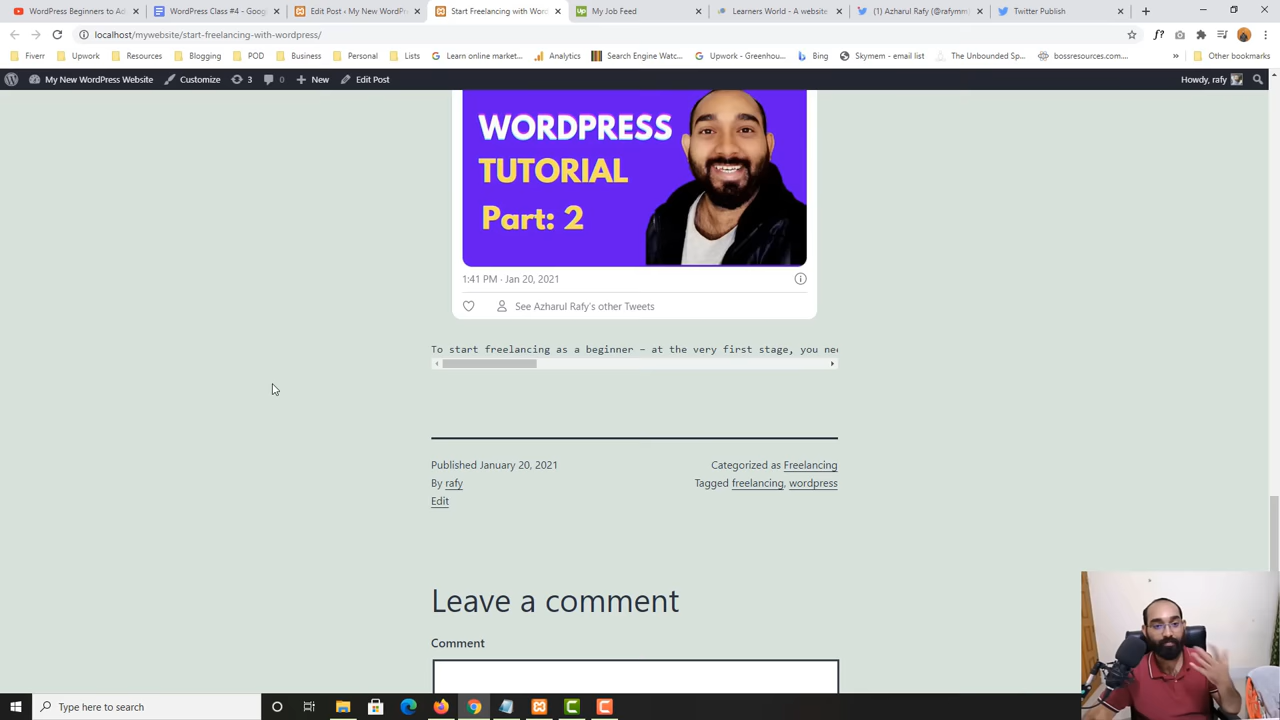 WordPress Beginners to Ad
WordPress Class #4 - Goog
Edit Post ‹ My New WordPr
Start Freelancing with Word
My Job Feed
Learners World - A website
(1) Azharul Rafy (@rafymm
Twitter Publish
localhost/mywebsite/start-freelancing-with-wordpress/
Fiverr
Upwork
Resources
Blogging
POD
Business
Personal
Lists
Learn online market...
Analytics
Search Engine Watc...
Upwork - Greenhou...
Bing
Skymem - email list
The Unbounded Sp...
bossresources.com...
»
Other bookmarks
My New WordPress Website
Customize
3
0
New
Edit Post
Howdy, rafy
WORDPRESS
TUTORIAL
Part: 2
1:41 PM · Jan 20, 2021
See Azharul Rafy's other Tweets
To start freelancing as a beginner – at the very first stage, you nee
Published January 20, 2021
Categorized as Freelancing
By rafy
Tagged freelancing, wordpress
Edit
Leave a comment
Comment
Type here to search